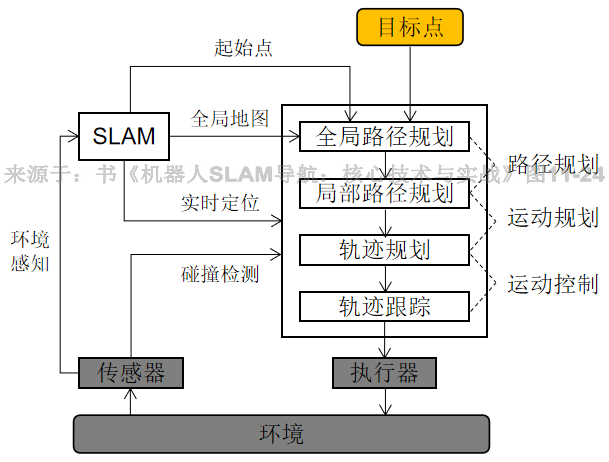 目标点
起始点
SLAM
全局地图
全局路径规划
路径规划
来源于：书《机器人SLAM导航：核心技术与实战》图11-24
局部路径规划
实时定位
运动规划
环境
感知
轨迹规划
碰撞检测
运动控制
轨迹跟踪
传感器
执行器
环境